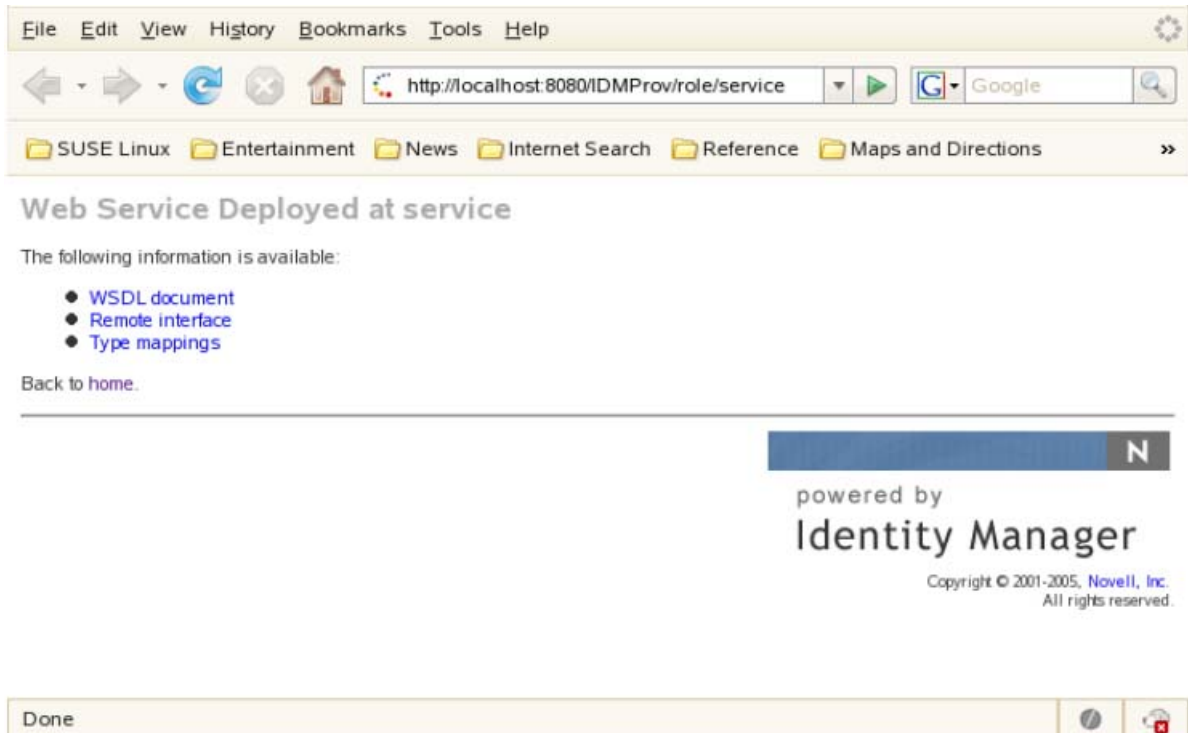 File Edit View History Bookmarks Tools Help
http://localhost:8080/IDMProv/role/service G Google
SUSE Linux Entertainment News Internet Search Reference Maps and Directions »
Web Service Deployed at service
The following information is available:
WSDL document
Remote interface
Type mappings
Back to home.
N
powered by
Identity Manager
Copyright © 2001-2005, Novell, Inc.
All rights reserved.
Done